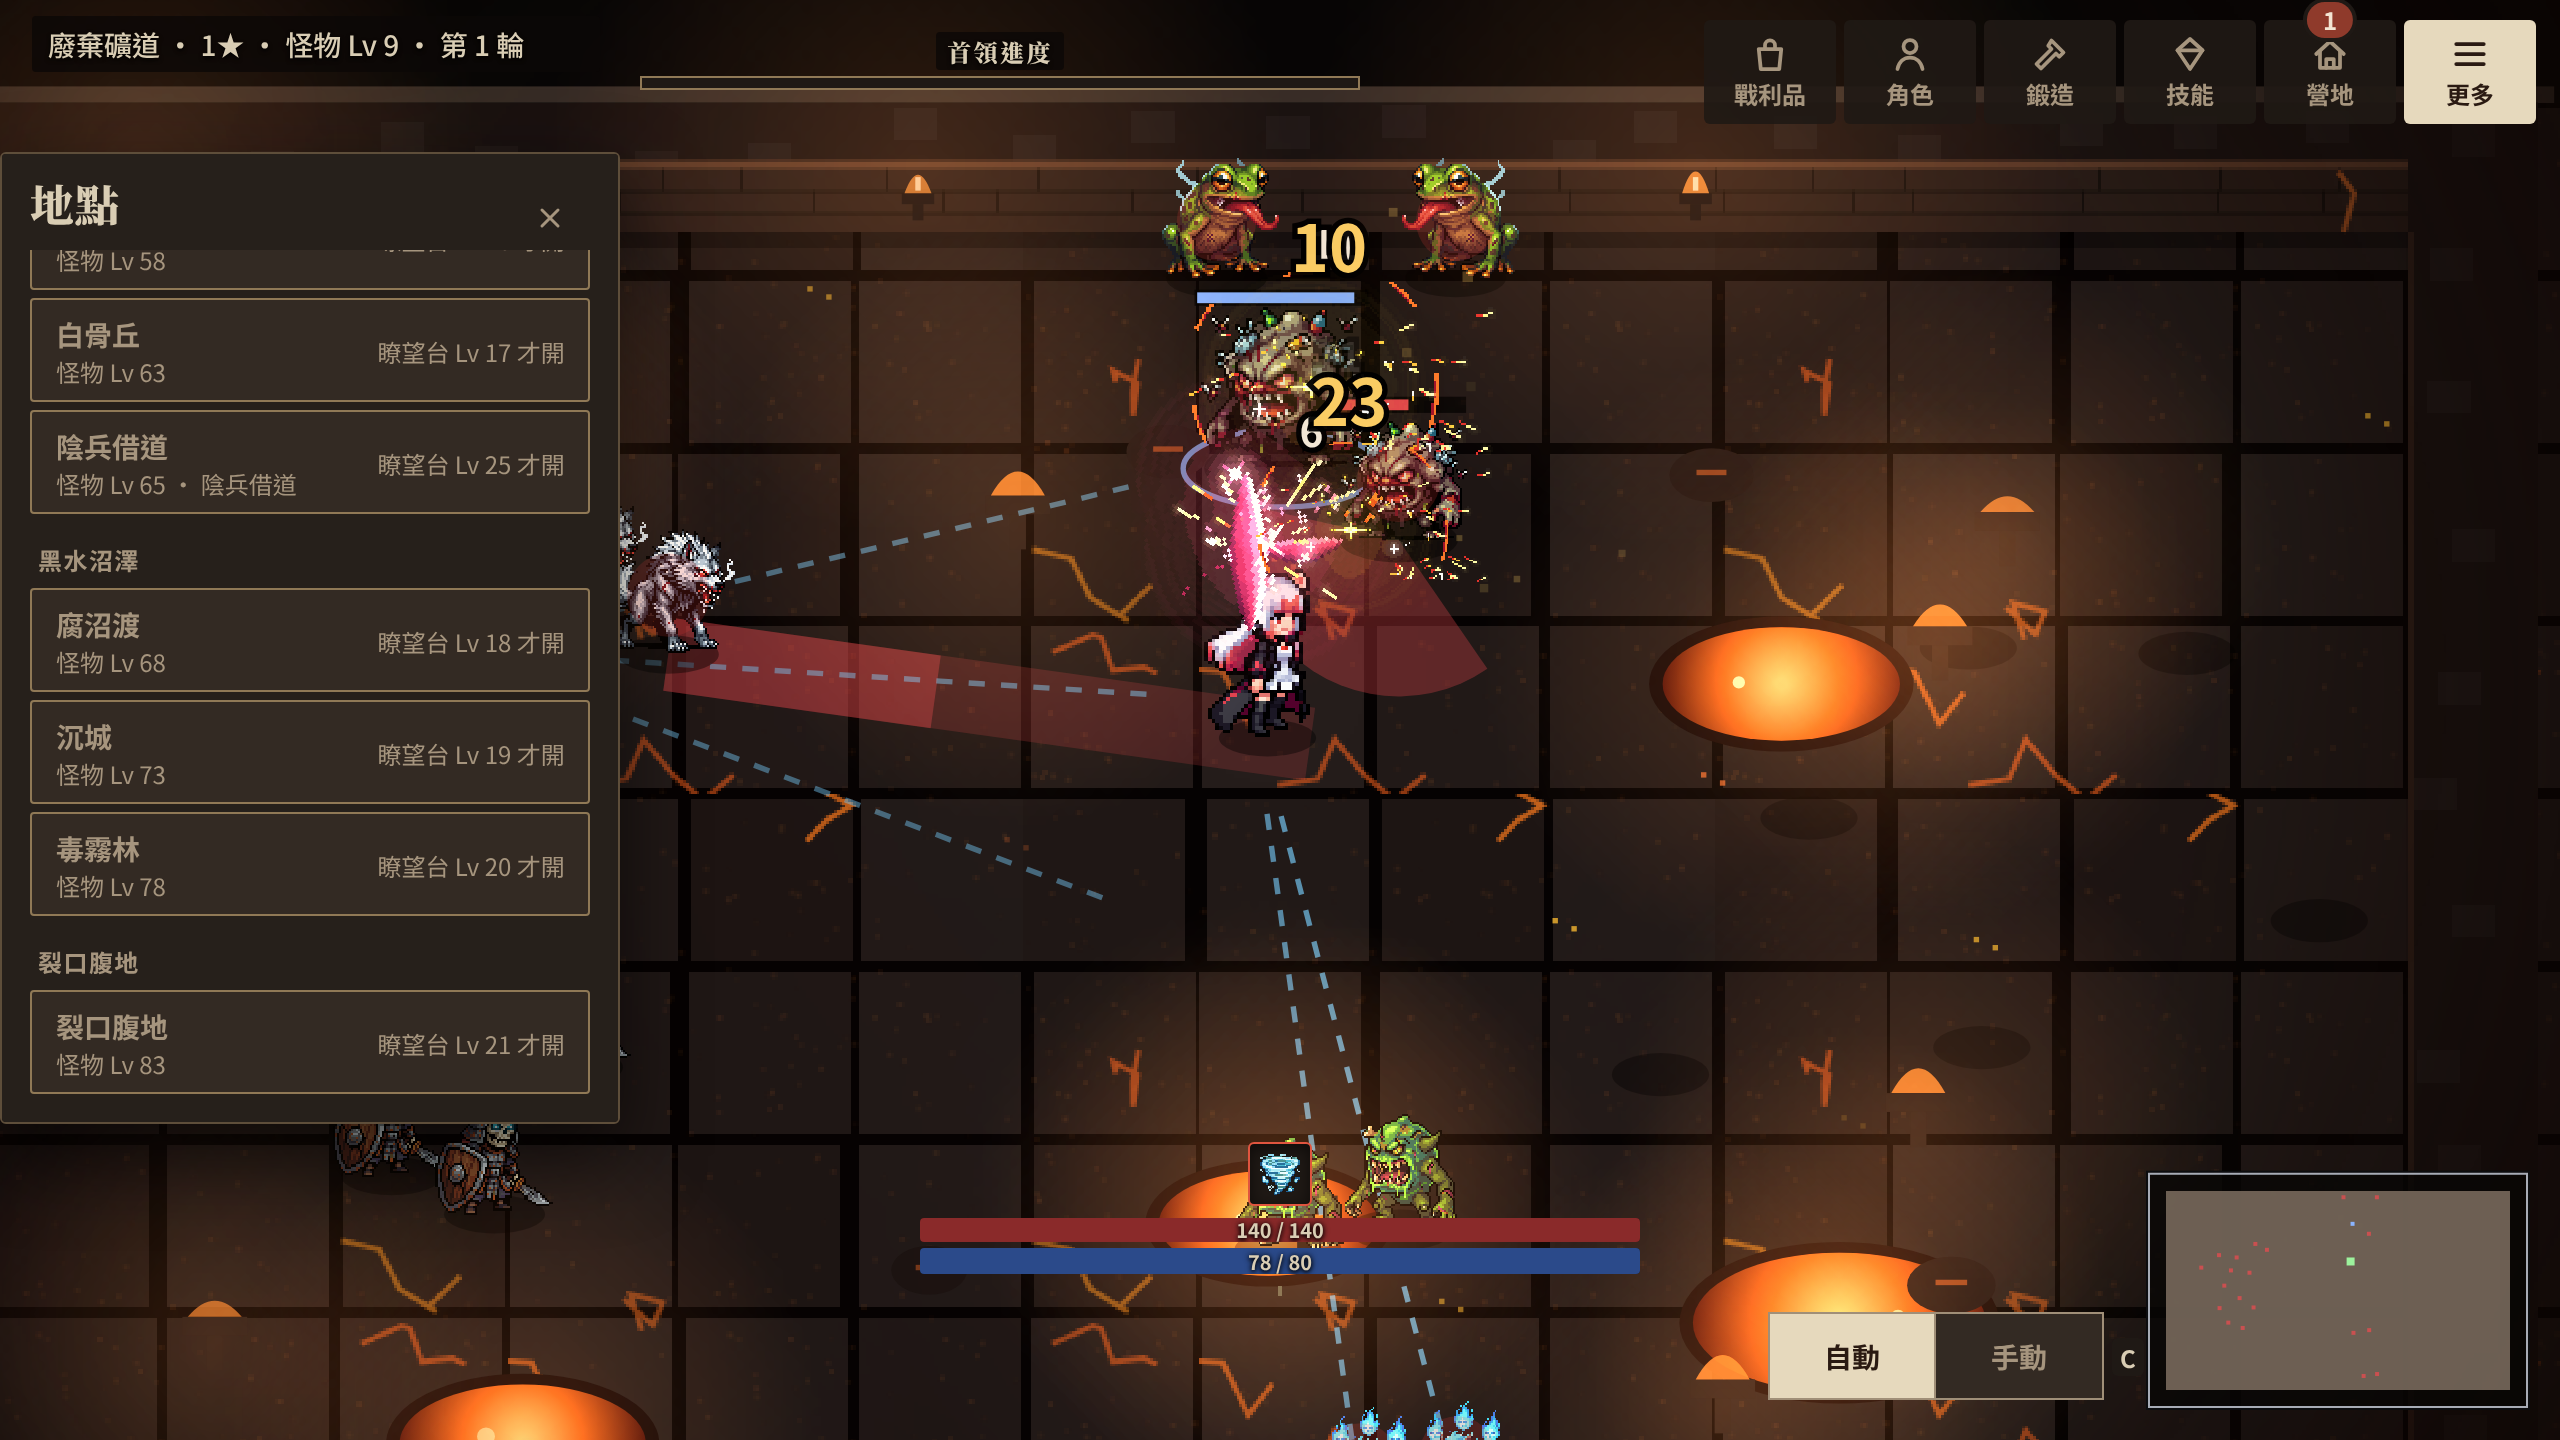 廢棄礦道 · 1★ · 怪物 Lv 9 · 第 1 輪
首領進度
1
戰利品
角色
鍛造
技能
營地
更多
地點
怪物 Lv 58
白骨丘
怪物 Lv 63
瞭望台 Lv 17 才開
陰兵借道
怪物 Lv 65 · 陰兵借道
瞭望台 Lv 25 才開
黑水沼澤
腐沼渡
怪物 Lv 68
瞭望台 Lv 18 才開
沉城
怪物 Lv 73
瞭望台 Lv 19 才開
毒霧林
怪物 Lv 78
瞭望台 Lv 20 才開
裂口腹地
裂口腹地
怪物 Lv 83
瞭望台 Lv 21 才開
10
23
6
140 / 140
78 / 80
自動
手動
C